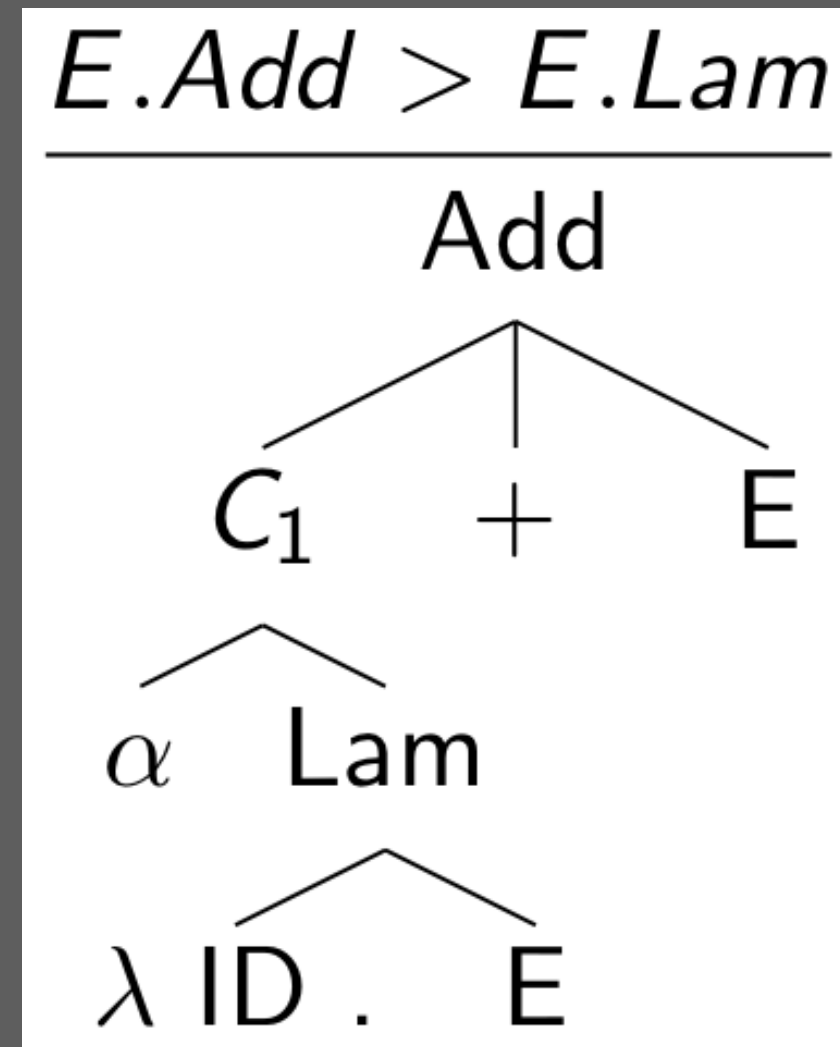 E.Add > E.Lam
Add
C₁ + E
α Lam
λ ID . E